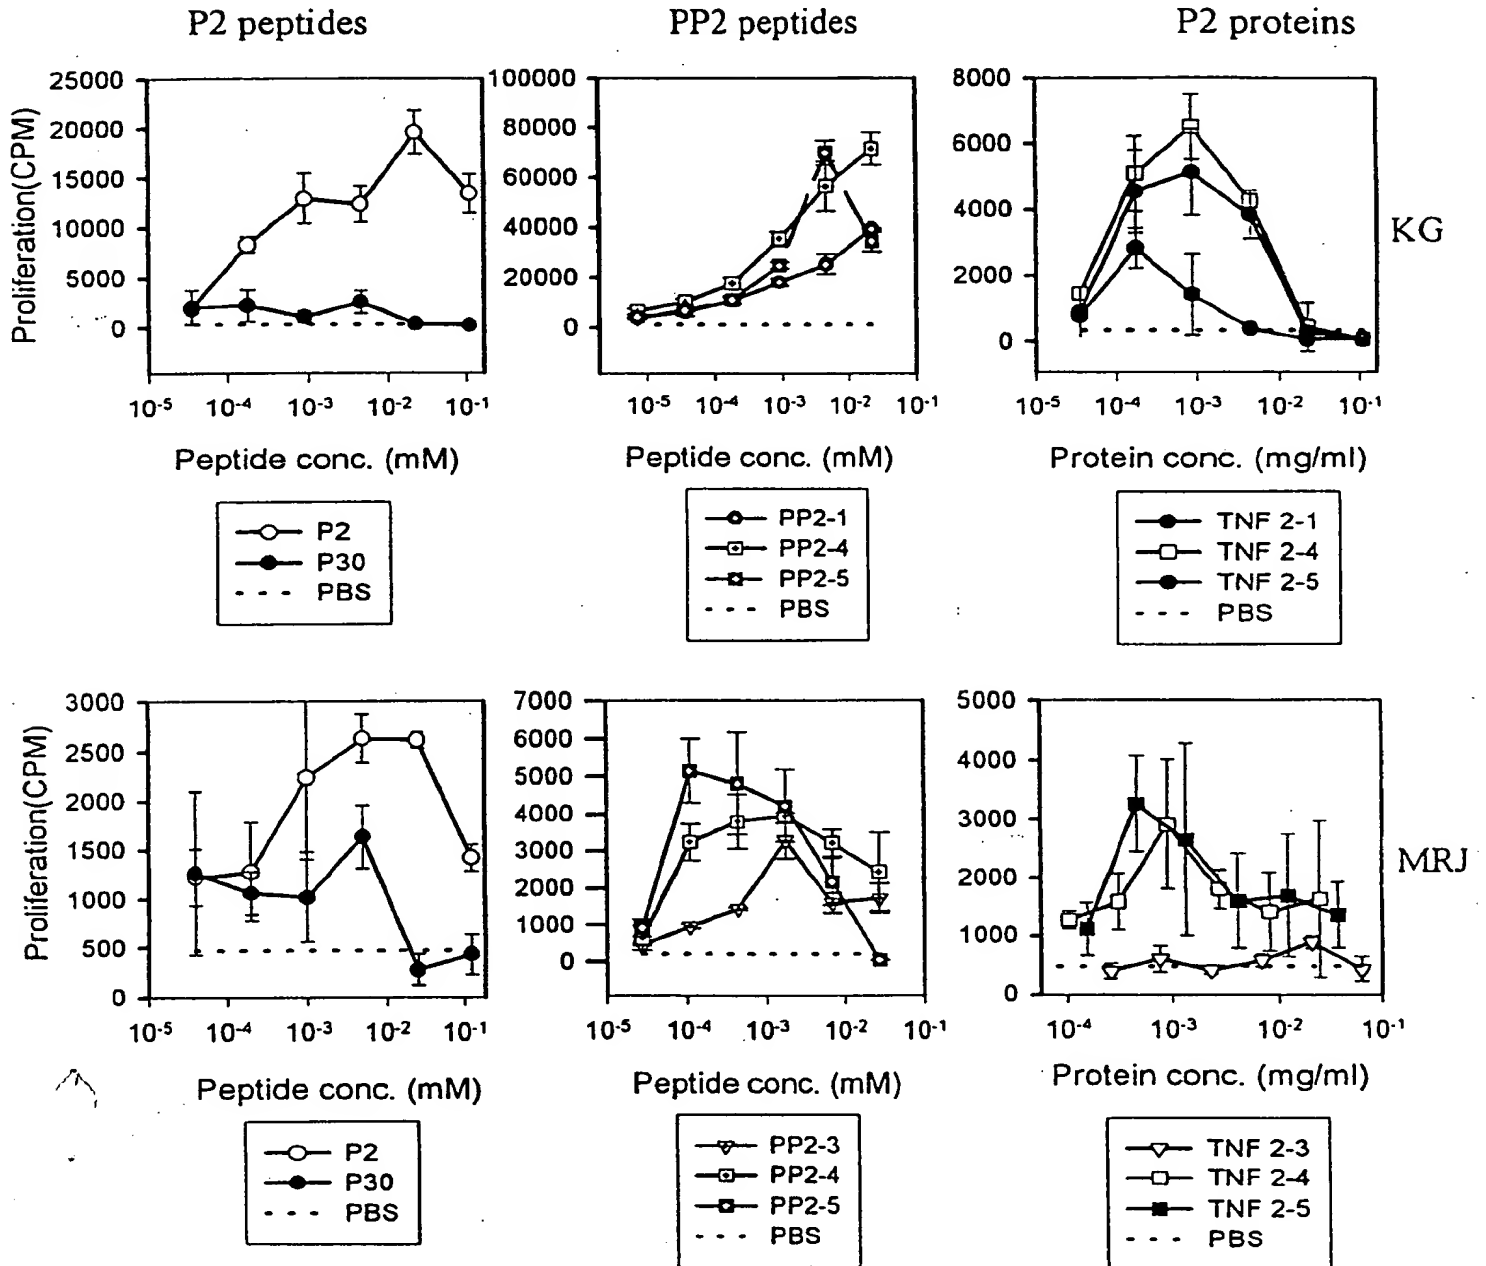 P2 peptides
PP2 peptides
P2 proteins
Proliferation(CPM)
25000
20000
15000
10000
5000
0
10-5 10-4 10-3 10-2 10-1
Peptide conc. (mM)
P2
P30
PBS
100000
80000
60000
40000
20000
0
10-5 10-4 10-3 10-2 10-1
Peptide conc. (mM)
PP2-1
PP2-4
PP2-5
PBS
8000
6000
4000
2000
0
10-5 10-4 10-3 10-2 10-1
Protein conc. (mg/ml)
TNF 2-1
TNF 2-4
TNF 2-5
PBS
KG
Proliferation(CPM)
3000
2500
2000
1500
1000
500
0
10-5 10-4 10-3 10-2 10-1
Peptide conc. (mM)
P2
P30
PBS
7000
6000
5000
4000
3000
2000
1000
0
10-5 10-4 10-3 10-2 10-1
Peptide conc. (mM)
PP2-3
PP2-4
PP2-5
PBS
5000
4000
3000
2000
1000
0
10-4 10-3 10-2 10-1
Protein conc. (mg/ml)
TNF 2-3
TNF 2-4
TNF 2-5
PBS
MRJ